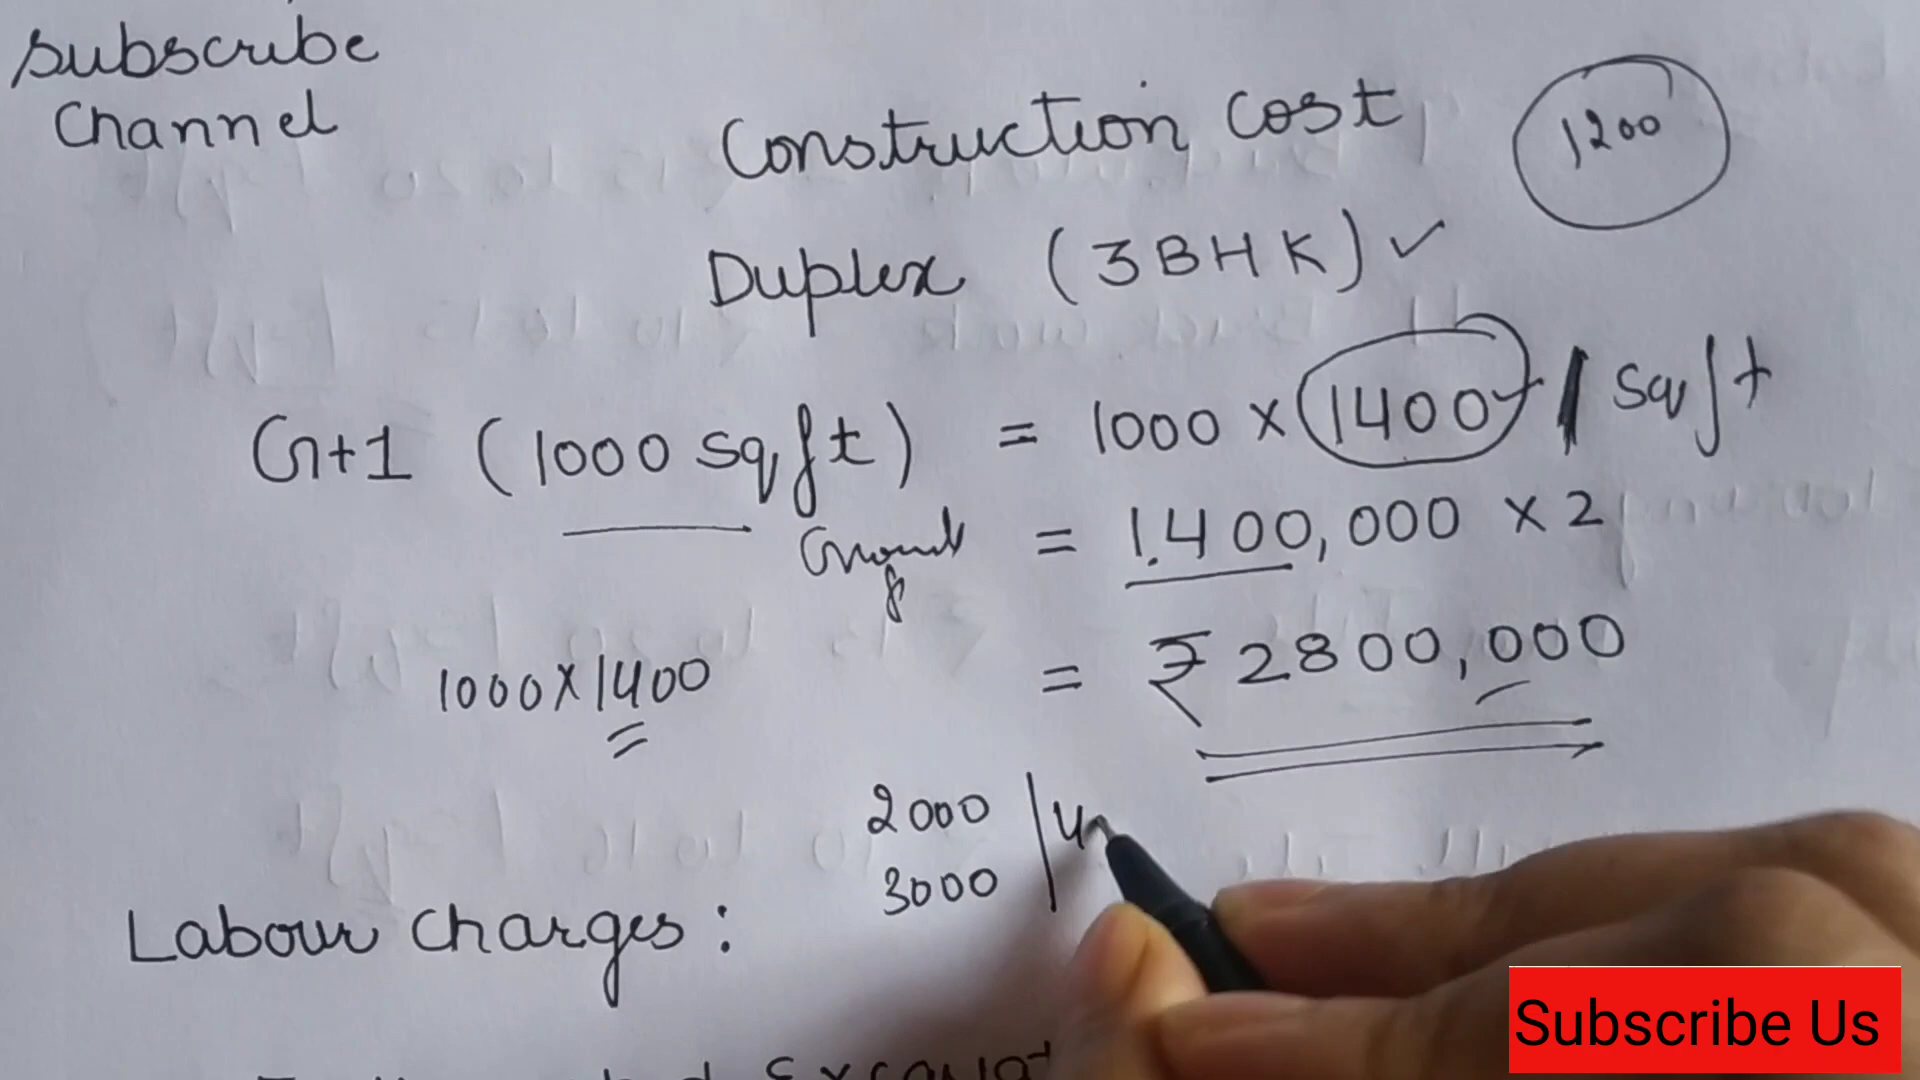 Subscribe
Channel
Construction Cost
1200
Duplex (3BHK) ✓
G+1 (1000 sqft) = 1000 x 1400 / sqft
Ground = 1.400,000 x 2
1000 x 1400 = ₹ 2800,000
2000
3000
Labour charges:
Subscribe Us